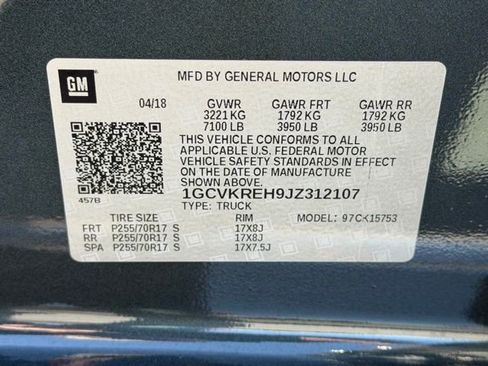 GM
MFD BY GENERAL MOTORS LLC
04/18 GVWR GAWR FRT GAWR RR
3221 KG 1792 KG 1792 KG
7100 LB 3950 LB 3950 LB
THIS VEHICLE CONFORMS TO ALL
APPLICABLE U.S. FEDERAL MOTOR
VEHICLE SAFETY STANDARDS IN EFFECT
ON THE DATE OF MANUFACTURE
SHOWN ABOVE.
457B
1GCVKREH9JZ312107
TYPE: TRUCK
TIRE SIZE RIM MODEL: 97CK15753
FRT P255/70R17 S 17X8J
RR P255/70R17 S 17X8J
SPA P255/70R17 S 17X7.5J